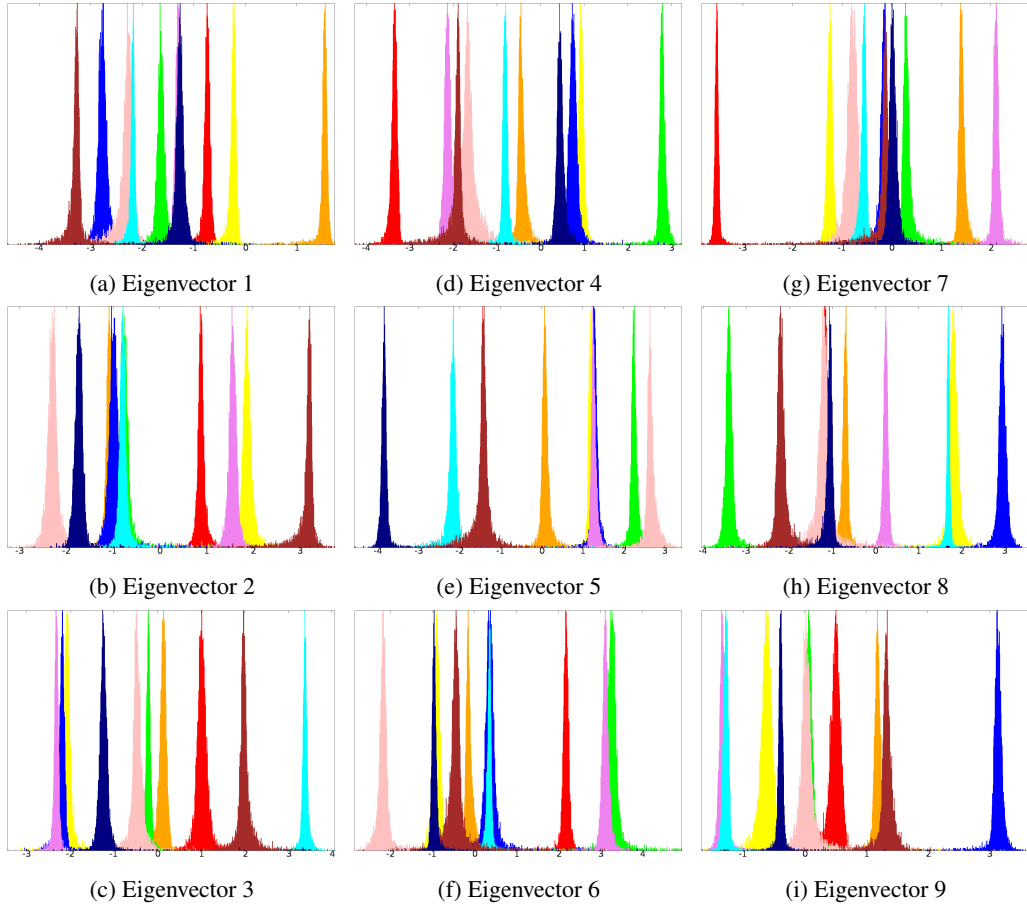 -4 -3 -2 -1 0 1
-4 -3 -2 -1 0 1 2 3
-3 -2 -1 0 1 2
(a) Eigenvector 1
(d) Eigenvector 4
(g) Eigenvector 7
-3 -2 -1 0 1 2 3
-4 -3 -2 -1 0 1 2 3
-4 -3 -2 -1 0 1 2 3
(b) Eigenvector 2
(e) Eigenvector 5
(h) Eigenvector 8
-3 -2 -1 0 1 2 3 4
-2 -1 0 1 2 3 4
-1 0 1 2 3
(c) Eigenvector 3
(f) Eigenvector 6
(i) Eigenvector 9